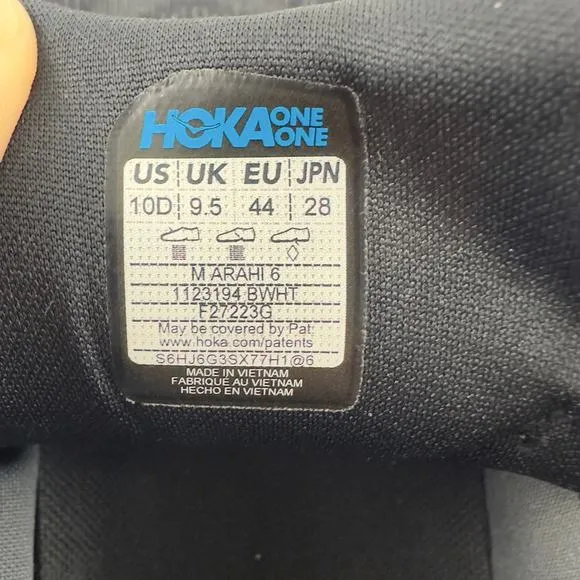 HOKA ONE ONE
US UK EU JPN
10D 9.5 44 28
M ARAHI 6
1123194 BWHT
F27223G
May be covered by Pat:
www.hoka.com/patents
S6HJ6G3SX77H1@6
MADE IN VIETNAM
FABRIQUÉ AU VIETNAM
HECHO EN VIETNAM